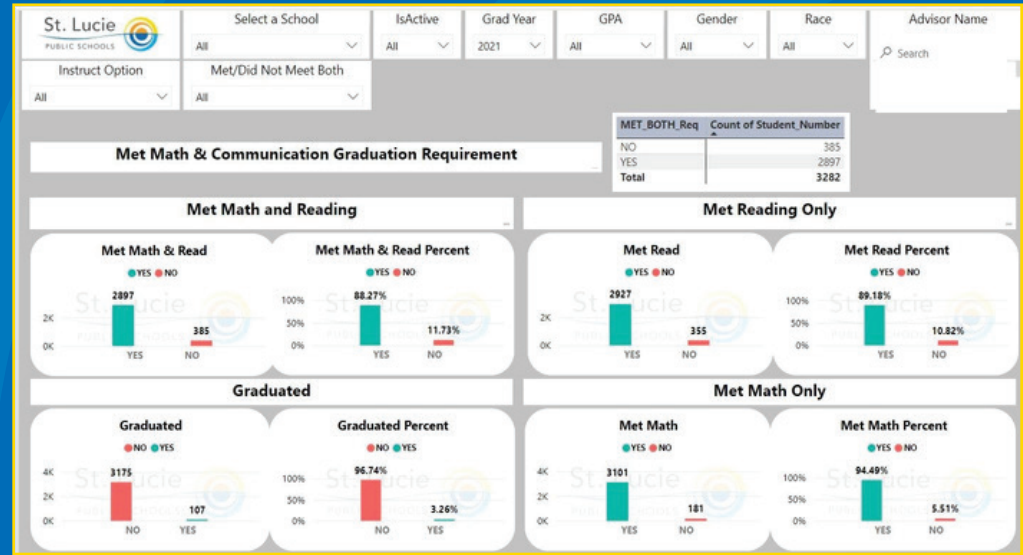 St. Lucie
PUBLIC SCHOOLS
Select a School
All
IsActive
All
Grad Year
2021
GPA
All
Gender
All
Race
All
Advisor Name
Search
Instruct Option
All
Met/Did Not Meet Both
All
Met Math & Communication Graduation Requirement
MET_BOTH_Req Count of Student_Number
NO 385
YES 2897
Total 3282
Met Math and Reading
Met Math & Read
YES NO
2897
385
2K
0K
YES NO
Met Math & Read Percent
YES NO
88.27%
11.73%
100%
50%
0%
YES NO
Met Reading Only
Met Read
YES NO
2927
355
2K
0K
YES NO
Met Read Percent
YES NO
89.18%
10.82%
100%
50%
0%
YES NO
Graduated
Graduated
NO YES
3175
107
4K
2K
0K
NO YES
Graduated Percent
NO YES
96.74%
3.26%
100%
50%
0%
NO YES
Met Math Only
Met Math
YES NO
3101
181
4K
2K
0K
YES NO
Met Math Percent
YES NO
94.49%
5.51%
100%
50%
0%
YES NO